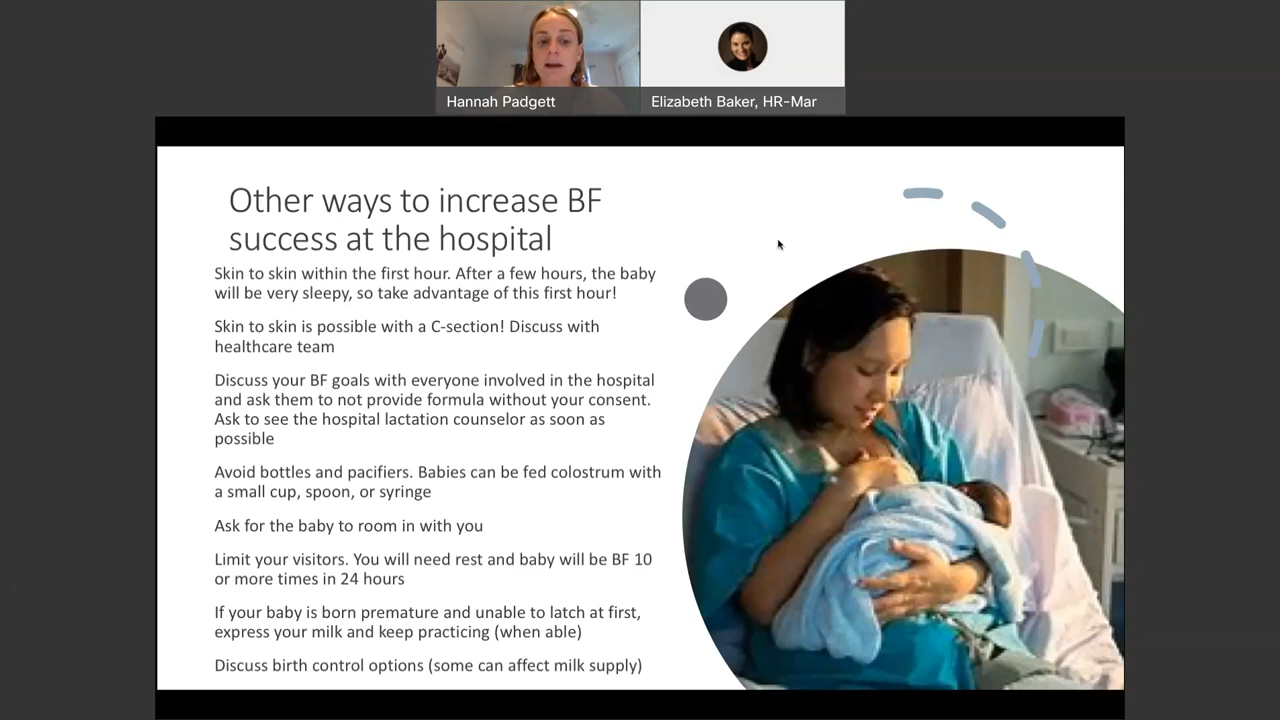 Hannah Padgett
Elizabeth Baker, HR-Mar
Other ways to increase BF
success at the hospital
Skin to skin within the first hour. After a few hours, the baby
will be very sleepy, so take advantage of this first hour!
Skin to skin is possible with a C-section! Discuss with
healthcare team
Discuss your BF goals with everyone involved in the hospital
and ask them to not provide formula without your consent.
Ask to see the hospital lactation counselor as soon as
possible
Avoid bottles and pacifiers. Babies can be fed colostrum with
a small cup, spoon, or syringe
Ask for the baby to room in with you
Limit your visitors. You will need rest and baby will be BF 10
or more times in 24 hours
If your baby is born premature and unable to latch at first,
express your milk and keep practicing (when able)
Discuss birth control options (some can affect milk supply)